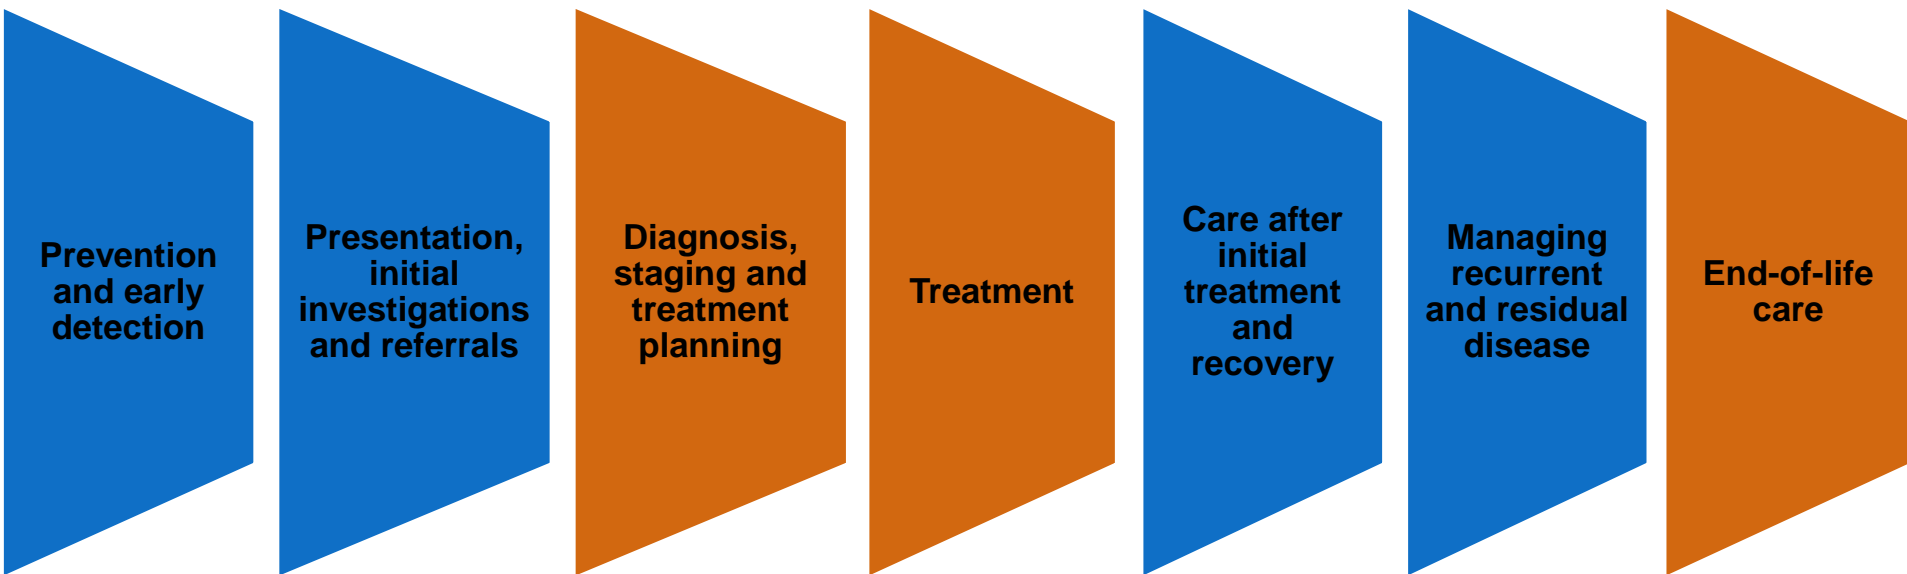 Prevention
and early
detection
Presentation,
initial
investigations
and referrals
Diagnosis,
staging and
treatment
planning
Treatment
Care after
initial
treatment
and
recovery
Managing
recurrent
and residual
disease
End-of-life
care